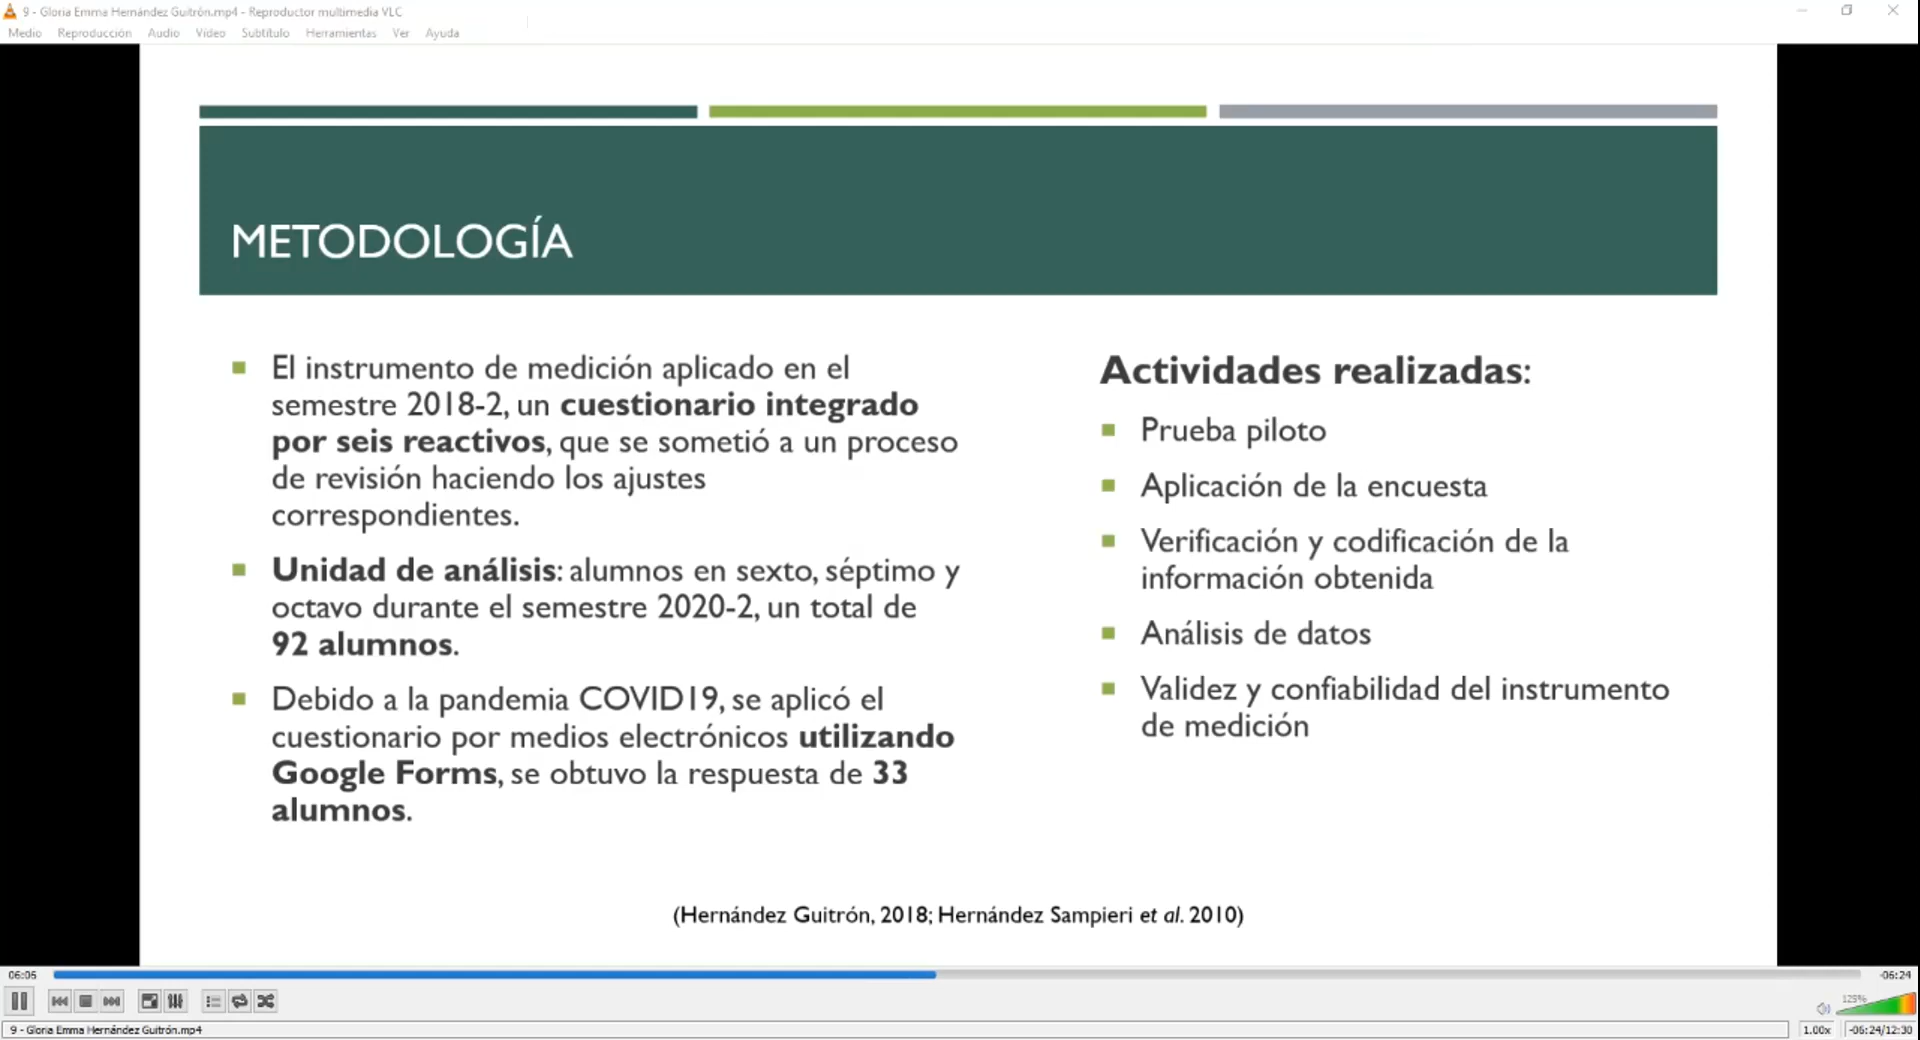 9 - Gloria Emma Hernández Guitrón.mp4 - Reproductor multimedia VLC
Medio Reproducción Audio Vídeo Subtítulo Herramientas Ver Ayuda
METODOLOGÍA
El instrumento de medición aplicado en el
semestre 2018-2, un cuestionario integrado
por seis reactivos, que se sometió a un proceso
de revisión haciendo los ajustes
correspondientes.
Unidad de análisis: alumnos en sexto, séptimo y
octavo durante el semestre 2020-2, un total de
92 alumnos.
Debido a la pandemia COVID19, se aplicó el
cuestionario por medios electrónicos utilizando
Google Forms, se obtuvo la respuesta de 33
alumnos.
Actividades realizadas:
Prueba piloto
Aplicación de la encuesta
Verificación y codificación de la
información obtenida
Análisis de datos
Validez y confiabilidad del instrumento
de medición
(Hernández Guitrón, 2018; Hernández Sampieri et al. 2010)
06:05
-06:24
125%
9 - Gloria Emma Hernández Guitrón.mp4
1.00x
-06:24/12:30